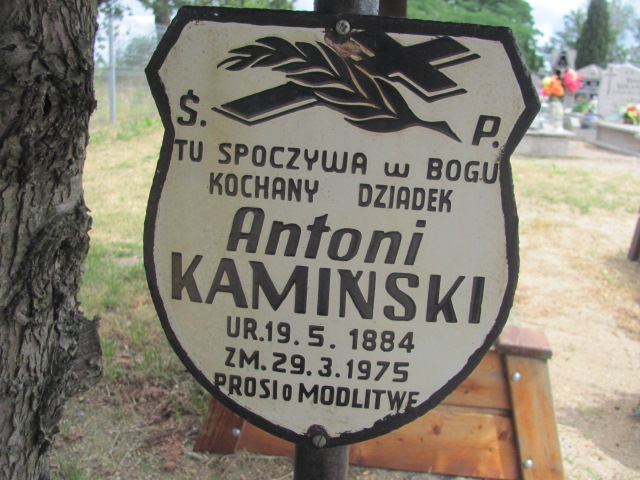 Ś. P.
TU SPOCZYWA W BOGU
KOCHANY DZIADEK
Antoni
KAMIŃSKI
UR. 19. 5. 1884
ZM. 29. 3. 1975
PROSI O MODLITWĘ